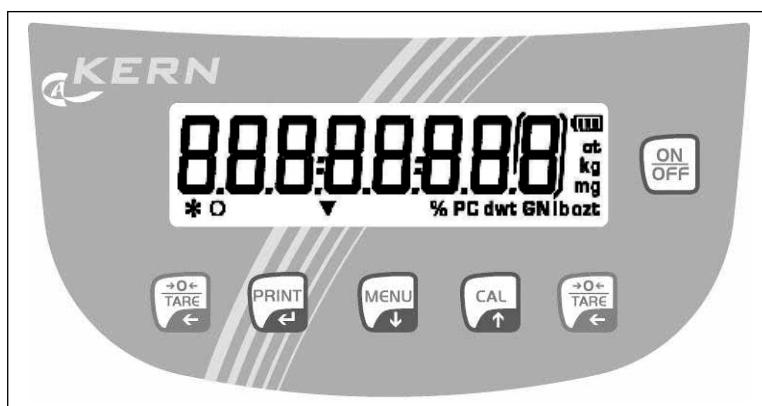 KERN
8.8.8:8.8.:8.8.(8)
ct
kg
mg
* O ▼ % PC dwt GN lb ozt
ON
OFF
→0←
TARE
←
PRINT
↵
MENU
↓
CAL
↑
→0←
TARE
←